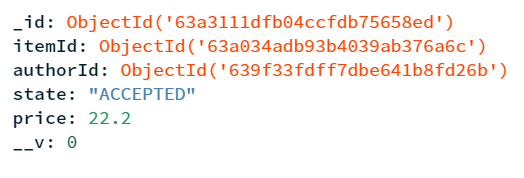 _id: ObjectId('63a3111dfb04ccfdb75658ed')
itemId: ObjectId('63a034adb93b4039ab376a6c')
authorId: ObjectId('639f33fdff7dbe641b8fd26b')
state: "ACCEPTED"
price: 22.2
__v: 0